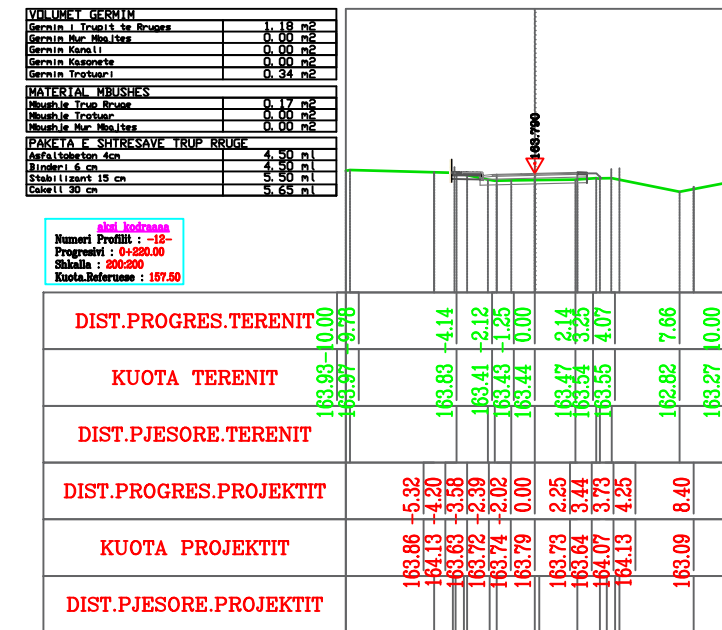 VOLUMET GERMIM
Germim i Trupit te Rruges 1.18 m2
Germim Mur Mbajtes 0.00 m2
Germim Kanali 0.00 m2
Germim Kasonete 0.00 m2
Germim Trotuari 0.34 m2
MATERIAL MBUSHES
Mbushje Trup Rruge 0.17 m2
Mbushje Trotuar 0.00 m2
Mbushje Mur Mbajtes 0.00 m2
PAKETA E SHTRESAVE TRUP RRUGE
Asfaltobeton 4cm 4.50 ml
Binderi 6 cm 4.50 ml
Stabilizant 15 cm 5.50 ml
Cakell 30 cm 5.65 ml
163.790
aksi kodraaaa
Numeri Profilit : -12-
Progresivi : 0+220.00
Shkalla : 200:200
Kuota.Referuese : 157.50
DIST.PROGRES.TERENIT -10.00 -9.78 -4.14 -2.12 -1.25 0.00 2.14 3.25 4.07 7.66 10.00
KUOTA TERENIT 163.93 163.97 163.83 163.41 163.43 163.44 163.47 163.54 163.55 162.82 163.27
DIST.PJESORE.TERENIT
DIST.PROGRES.PROJEKTIT -5.32 -4.20 -3.58 -2.39 -2.02 0.00 2.25 3.44 3.73 4.25 8.40
KUOTA PROJEKTIT 163.86 164.13 163.63 163.72 163.74 163.79 163.73 163.64 164.07 164.13 163.09
DIST.PJESORE.PROJEKTIT